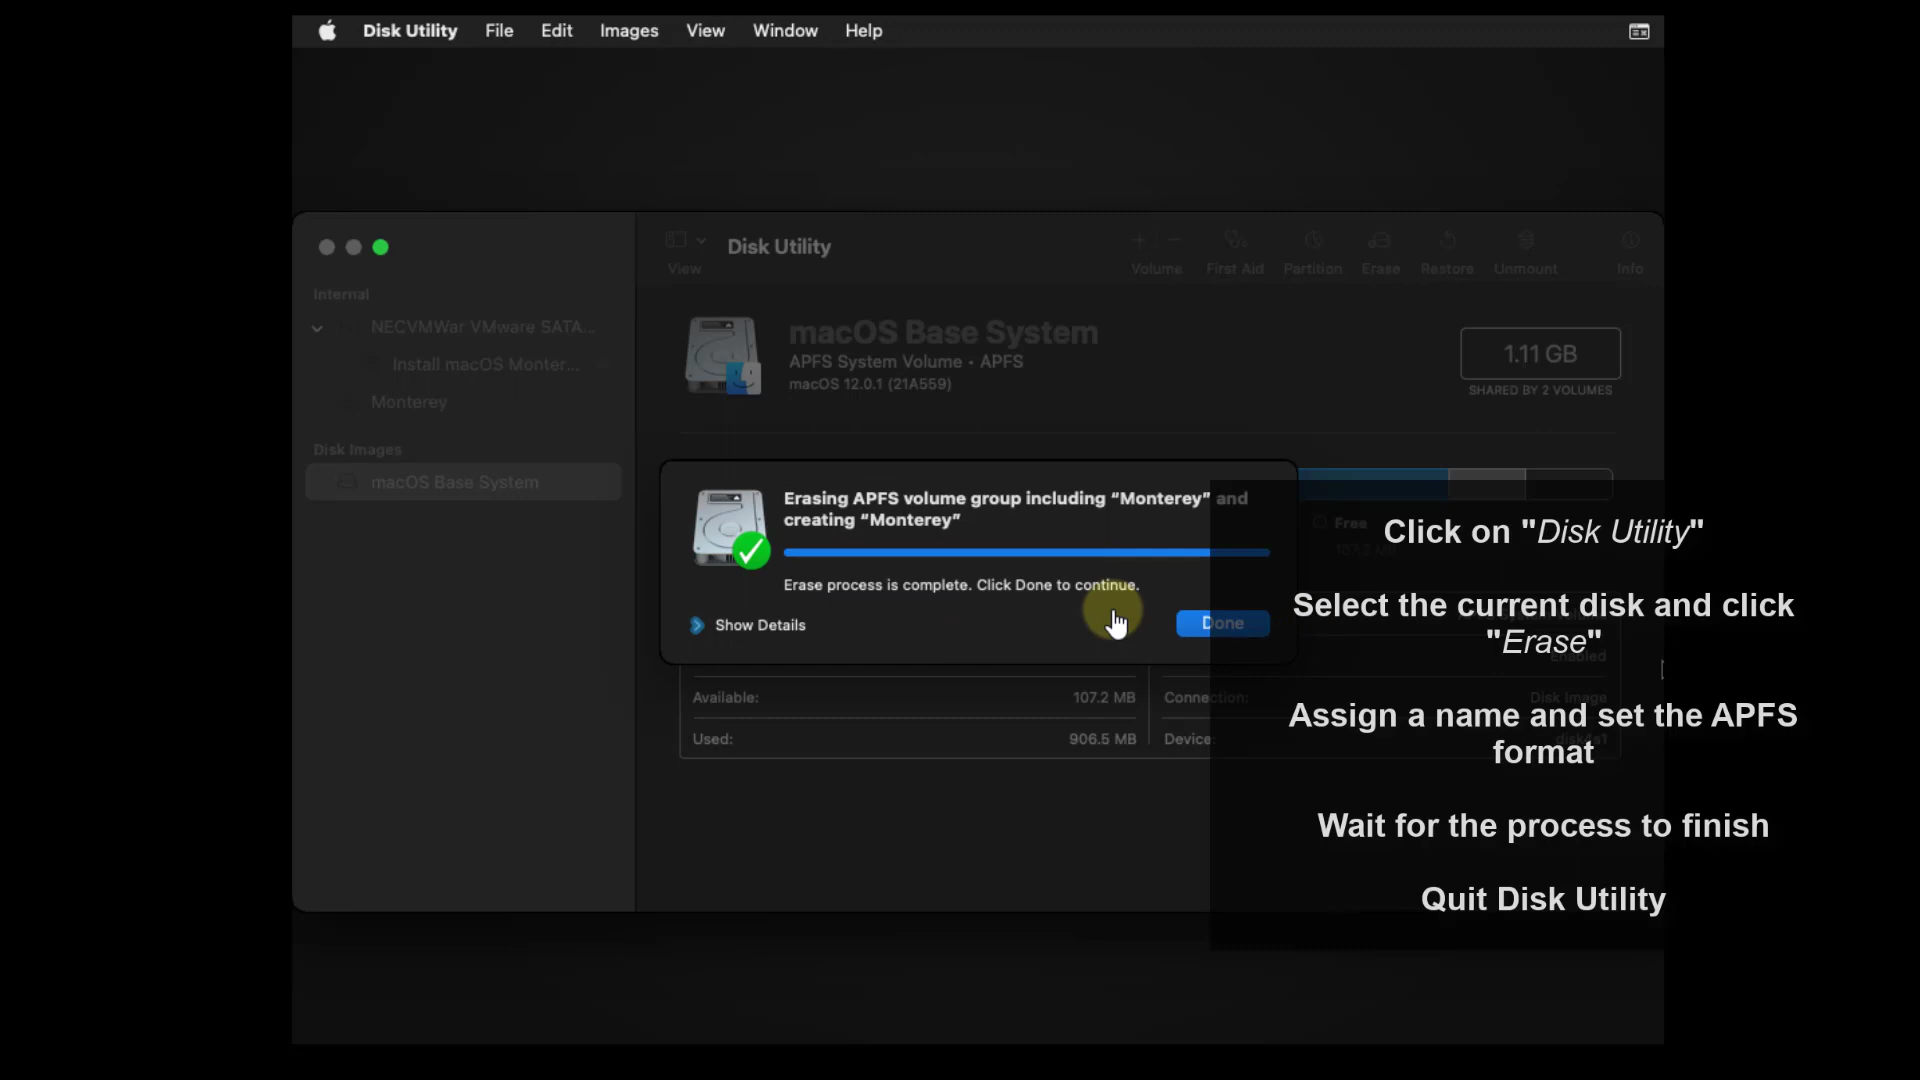 Disk Utility File Edit Images View Window Help
Disk Utility
View
Volume First Aid Partition Erase Restore Unmount Info
Internal
NECVMWar VMware SATA...
Install macOS Monter...
Monterey
Disk Images
macOS Base System
macOS Base System
APFS System Volume • APFS
macOS 12.0.1 (21A559)
1.11 GB
SHARED BY 2 VOLUMES
Erasing APFS volume group including “Monterey” and
creating “Monterey”
Erase process is complete. Click Done to continue.
Show Details
Done
Free
Enabled
Available: 107.2 MB
Connection: Disk Image
Used: 906.5 MB
Device: disk4s1
Click on "Disk Utility"
Select the current disk and click
"Erase"
Assign a name and set the APFS
format
Wait for the process to finish
Quit Disk Utility